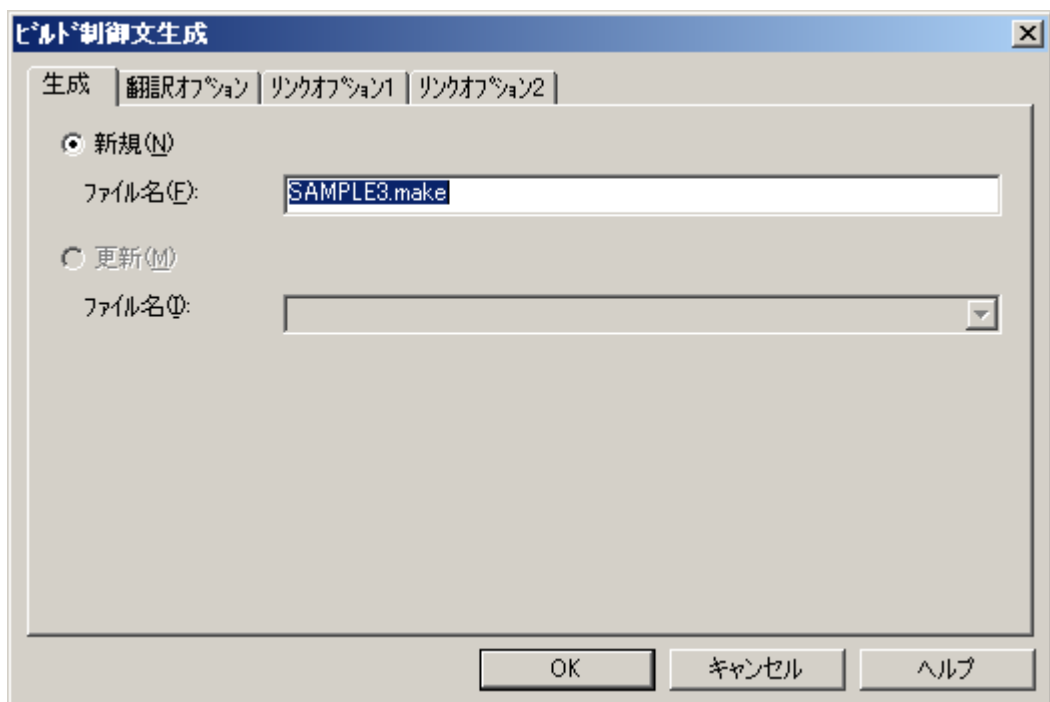 ﾋﾞﾙﾄﾞ制御文生成
生成 翻訳ｵﾌﾟｼｮﾝ ﾘﾝｸｵﾌﾟｼｮﾝ1 ﾘﾝｸｵﾌﾟｼｮﾝ2
新規(N)
ﾌｧｲﾙ名(F): SAMPLE3.make
更新(M)
ﾌｧｲﾙ名(I):
OK キャンセル ヘルプ